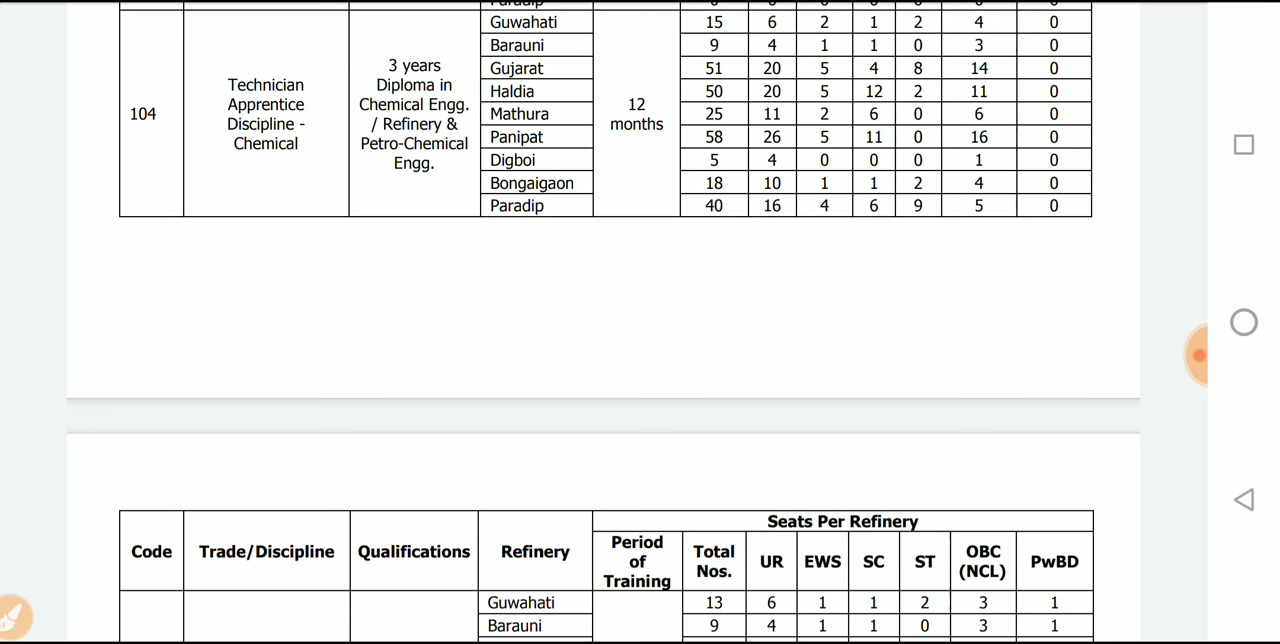 Guwahati 15 6 2 1 2 4 0
Barauni 9 4 1 1 0 3 0
Gujarat 51 20 5 4 8 14 0
Haldia 50 20 5 12 2 11 0
Mathura 25 11 2 6 0 6 0
Panipat 58 26 5 11 0 16 0
Digboi 5 4 0 0 0 1 0
Bongaigaon 18 10 1 1 2 4 0
Paradip 40 16 4 6 9 5 0
104
Technician
Apprentice
Discipline -
Chemical
3 years
Diploma in
Chemical Engg.
/ Refinery &
Petro-Chemical
Engg.
12
months
Seats Per Refinery
Code Trade/Discipline Qualifications Refinery
Period
of
Training
Total
Nos.
UR EWS SC ST
OBC
(NCL)
PwBD
Guwahati 13 6 1 1 2 3 1
Barauni 9 4 1 1 0 3 1